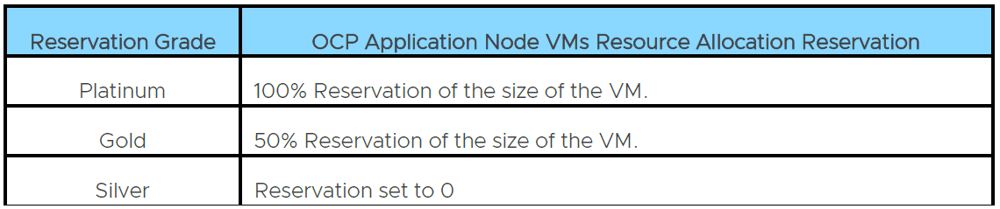 Reservation Grade OCP Application Node VMs Resource Allocation Reservation
Platinum 100% Reservation of the size of the VM.
Gold 50% Reservation of the size of the VM.
Silver Reservation set to 0